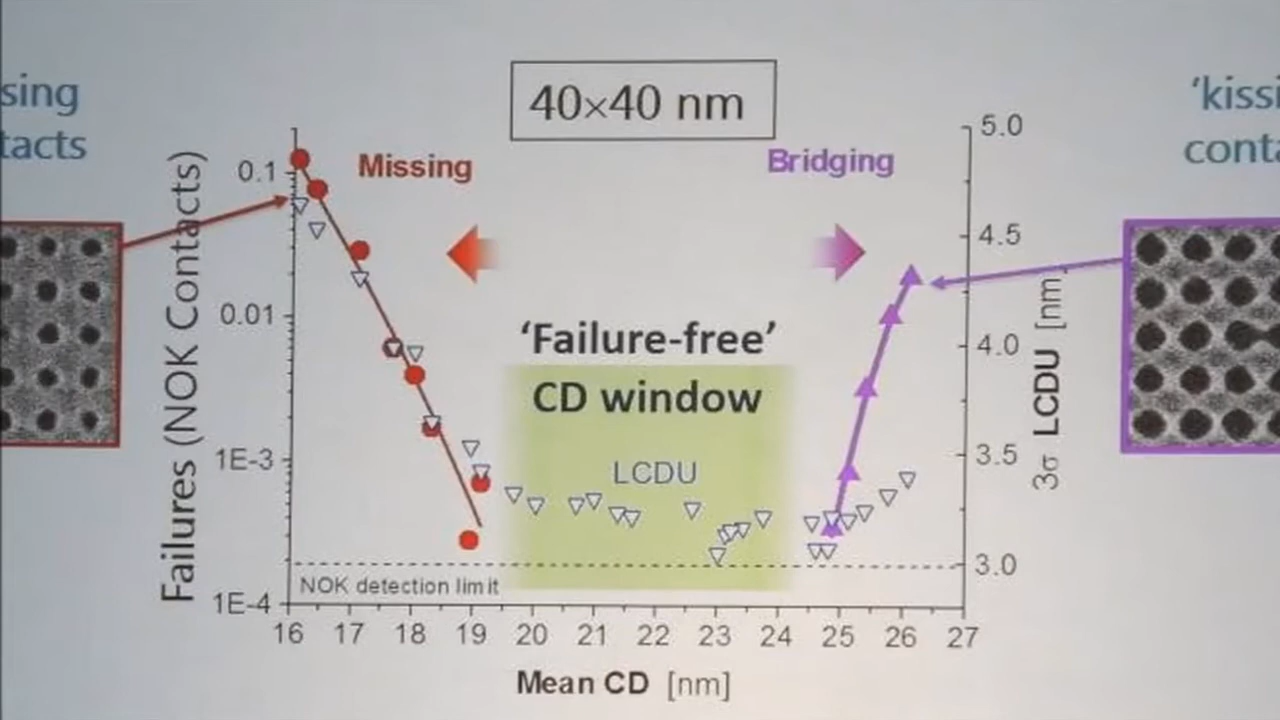 40×40 nm
sing
tacts
'kissi
conta
Missing
Bridging
Failures (NOK Contacts)
0.1
0.01
1E-3
1E-4
'Failure-free'
CD window
LCDU
NOK detection limit
5.0
4.5
4.0
3.5
3.0
3σ LCDU [nm]
16 17 18 19 20 21 22 23 24 25 26 27
Mean CD [nm]